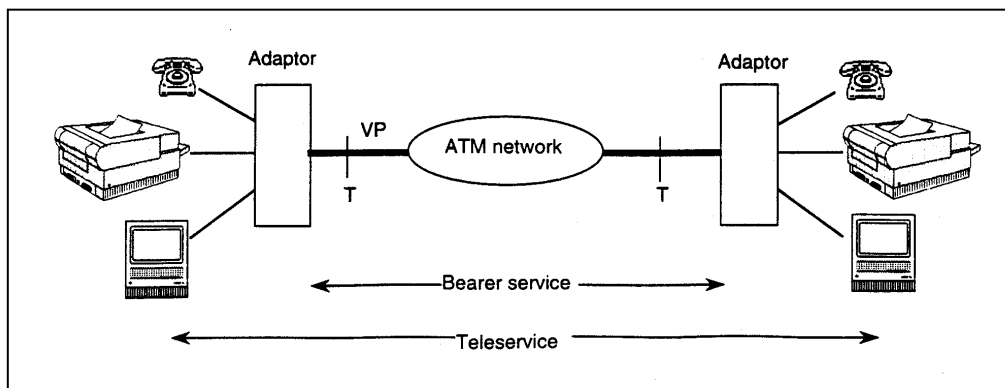 Adaptor
Adaptor
VP
ATM network
T
T
Bearer service
Teleservice